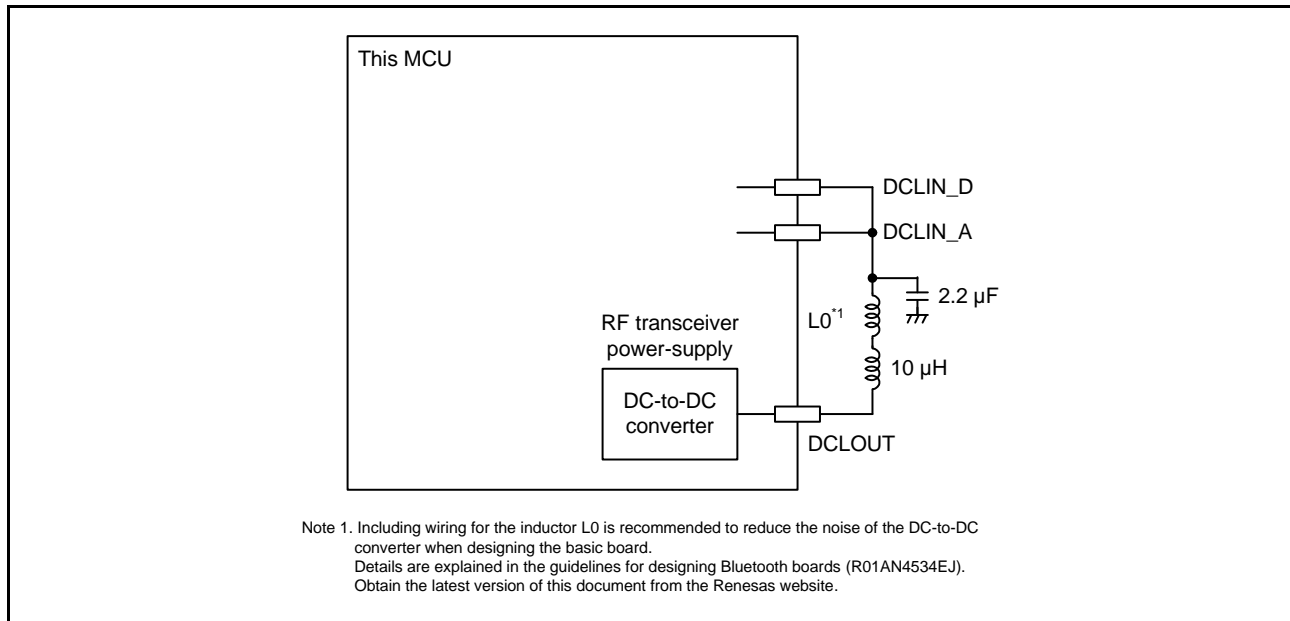 This MCU
DCLIN_D
DCLIN_A
2.2 µF
L0*1
RF transceiver
power-supply
10 µH
DC-to-DC
converter
DCLOUT
Note 1. Including wiring for the inductor L0 is recommended to reduce the noise of the DC-to-DC
converter when designing the basic board.
Details are explained in the guidelines for designing Bluetooth boards (R01AN4534EJ).
Obtain the latest version of this document from the Renesas website.